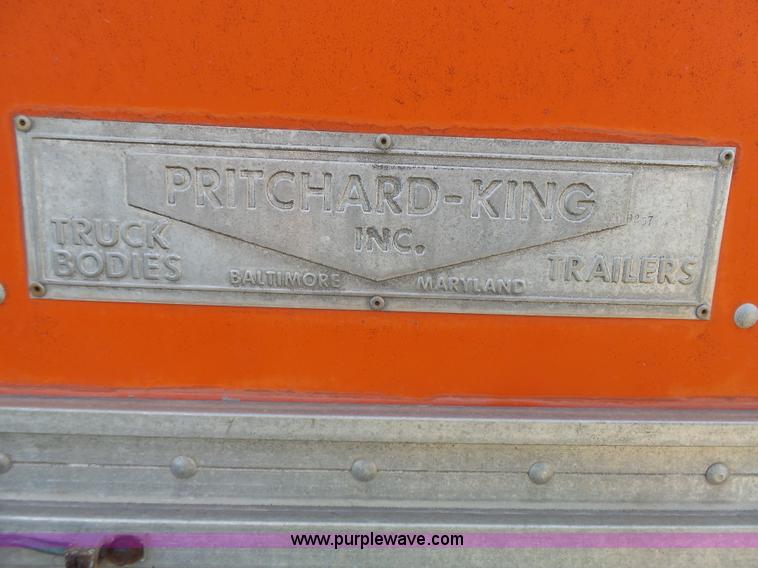 PRITCHARD-KING
INC.
TRUCK
BODIES
BALTIMORE MARYLAND
TRAILERS
www.purplewave.com